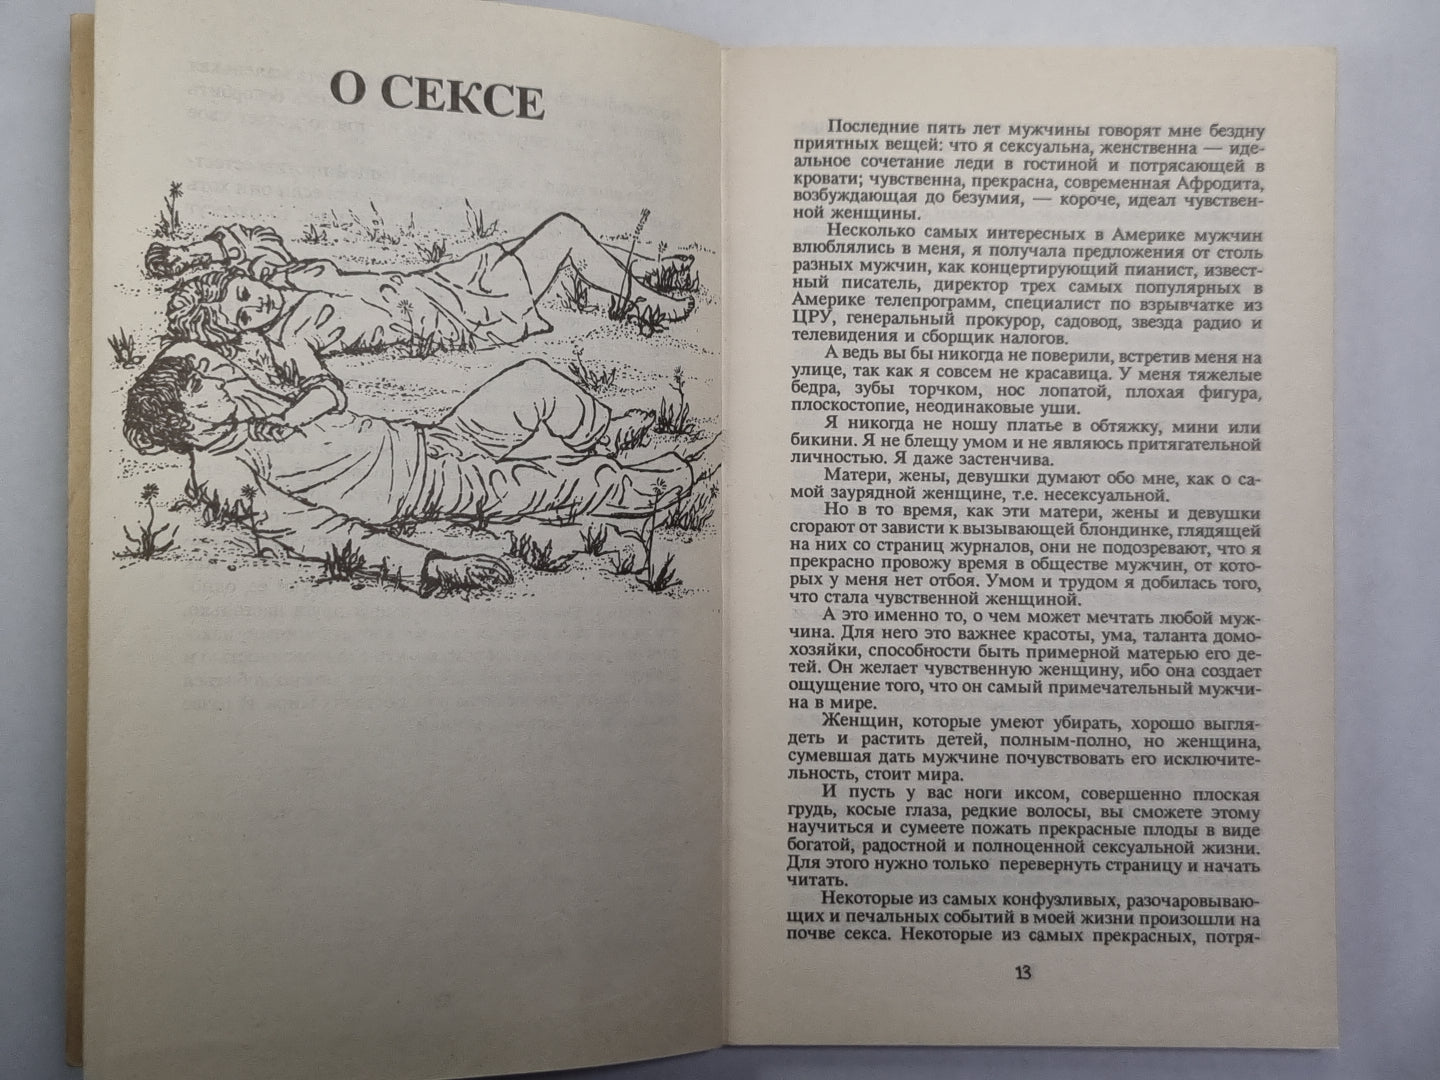 О СЕКСЕ
Последние пять лет мужчины говорят мне бездну
приятных вещей: что я сексуальна, женственна — иде-
альное сочетание леди в гостиной и потрясающей в
кровати; чувственна, прекрасна, современная Афродита,
возбуждающая до безумия, — короче, идеал чувствен-
ной женщины.
Несколько самых интересных в Америке мужчин
влюблялись в меня, я получала предложения от столь
разных мужчин, как концертирующий пианист, извест-
ный писатель, директор трех самых популярных в
Америке телепрограмм, специалист по взрывчатке из
ЦРУ, генеральный прокурор, садовод, звезда радио и
телевидения и сборщик налогов.
А ведь вы бы никогда не поверили, встретив меня на
улице, так как я совсем не красавица. У меня тяжелые
бедра, зубы торчком, нос лопатой, плохая фигура,
плоскостопие, неодинаковые уши.
Я никогда не ношу платье в обтяжку, мини или
бикини. Я не блещу умом и не являюсь притягательной
личностью. Я даже застенчива.
Матери, жены, девушки думают обо мне, как о са-
мой заурядной женщине, т.е. несексуальной.
Но в то время, как эти матери, жены и девушки
сгорают от зависти к вызывающей блондинке, глядящей
на них со страниц журналов, они не подозревают, что я
прекрасно провожу время в обществе мужчин, от кото-
рых у меня нет отбоя. Умом и трудом я добилась того,
что стала чувственной женщиной.
А это именно то, о чем может мечтать любой муж-
чина. Для него это важнее красоты, ума, таланта домо-
хозяйки, способности быть примерной матерью его де-
тей. Он желает чувственную женщину, ибо она создает
ощущение того, что он самый примечательный мужчи-
на в мире.
Женщин, которые умеют убирать, хорошо выгля-
деть и растить детей, полным-полно, но женщина,
сумевшая дать мужчине почувствовать его исключите-
льность, стоит мира.
И пусть у вас ноги иксом, совершенно плоская
грудь, косые глаза, редкие волосы, вы сможете этому
научиться и сумеете пожать прекрасные плоды в виде
богатой, радостной и полноценной сексуальной жизни.
Для этого нужно только перевернуть страницу и начать
читать.
Некоторые из самых конфузливых, разочаровываю-
щих и печальных событий в моей жизни произошли на
почве секса. Некоторые из самых прекрасных, потря-
13